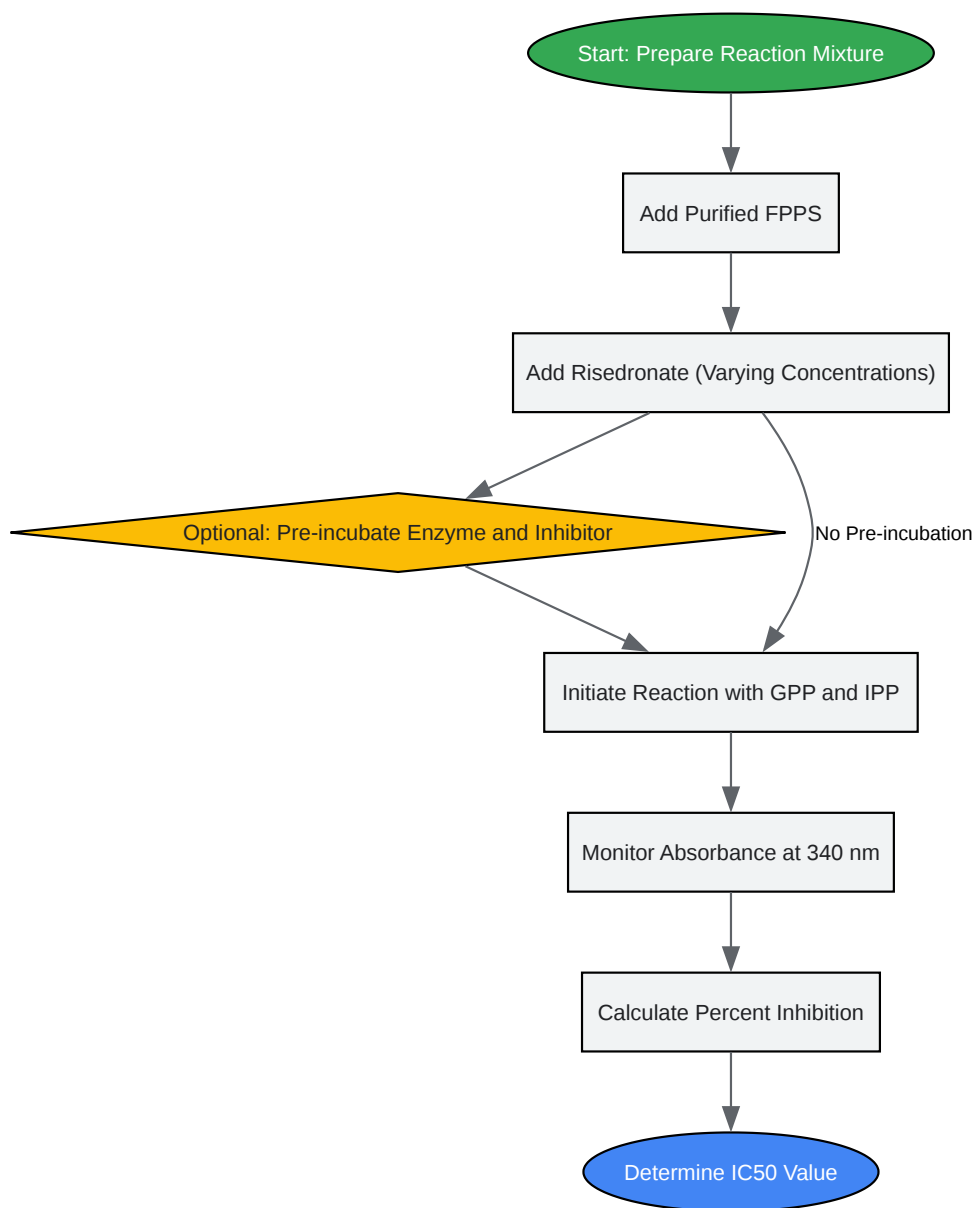 Start: Prepare Reaction Mixture
Add Purified FPPS
Add Risedronate (Varying Concentrations)
Optional: Pre-incubate Enzyme and Inhibitor
No Pre-incubation
Initiate Reaction with GPP and IPP
Monitor Absorbance at 340 nm
Calculate Percent Inhibition
Determine IC50 Value